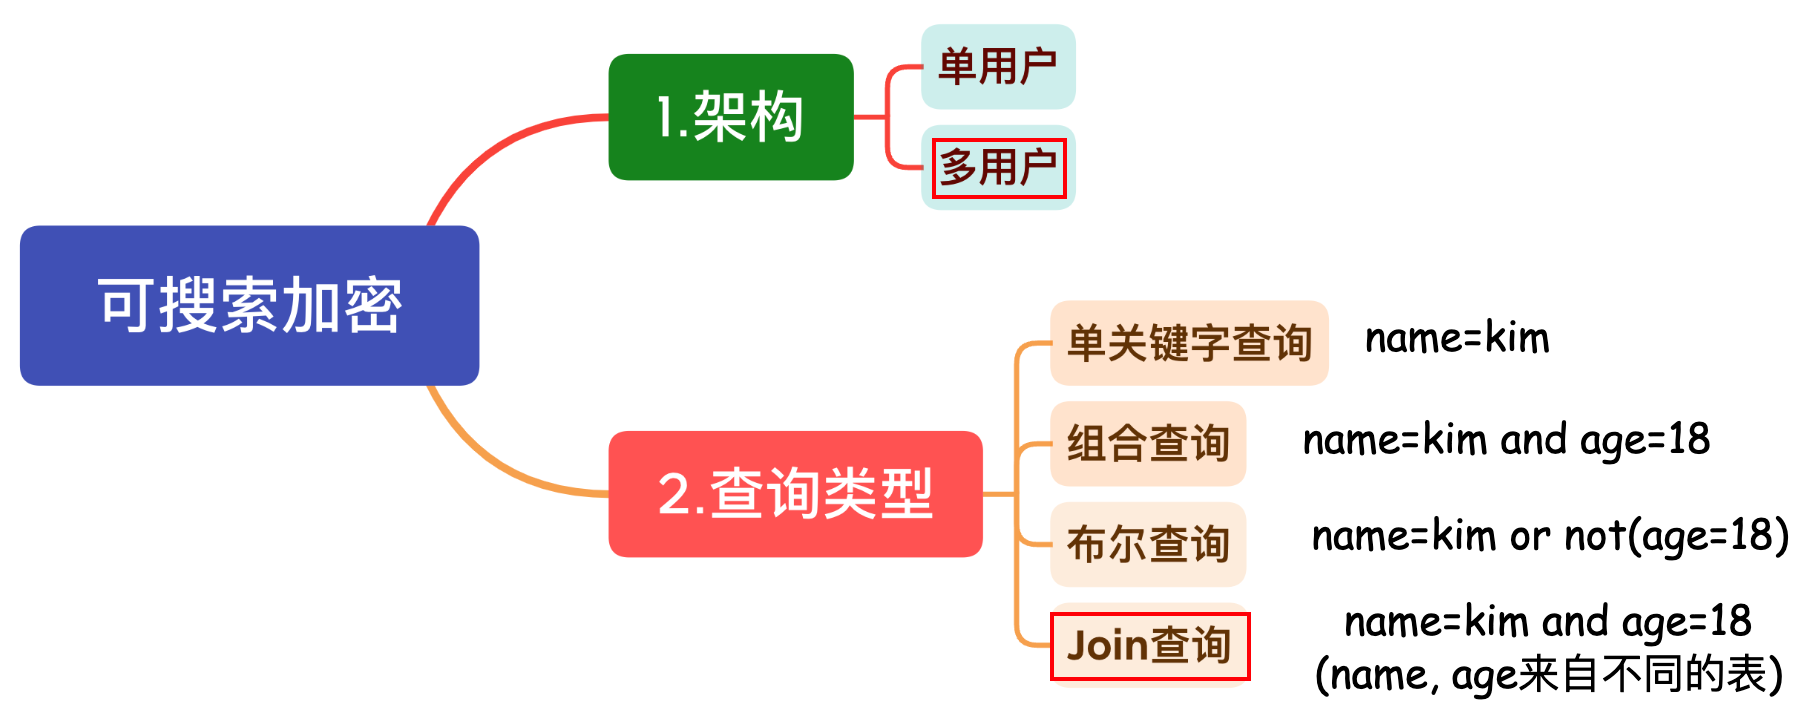 可搜索加密
1.架构
单用户
多用户
2.查询类型
单关键字查询
name=kim
组合查询
name=kim and age=18
布尔查询
name=kim or not(age=18)
Join查询
name=kim and age=18
(name, age来自不同的表)